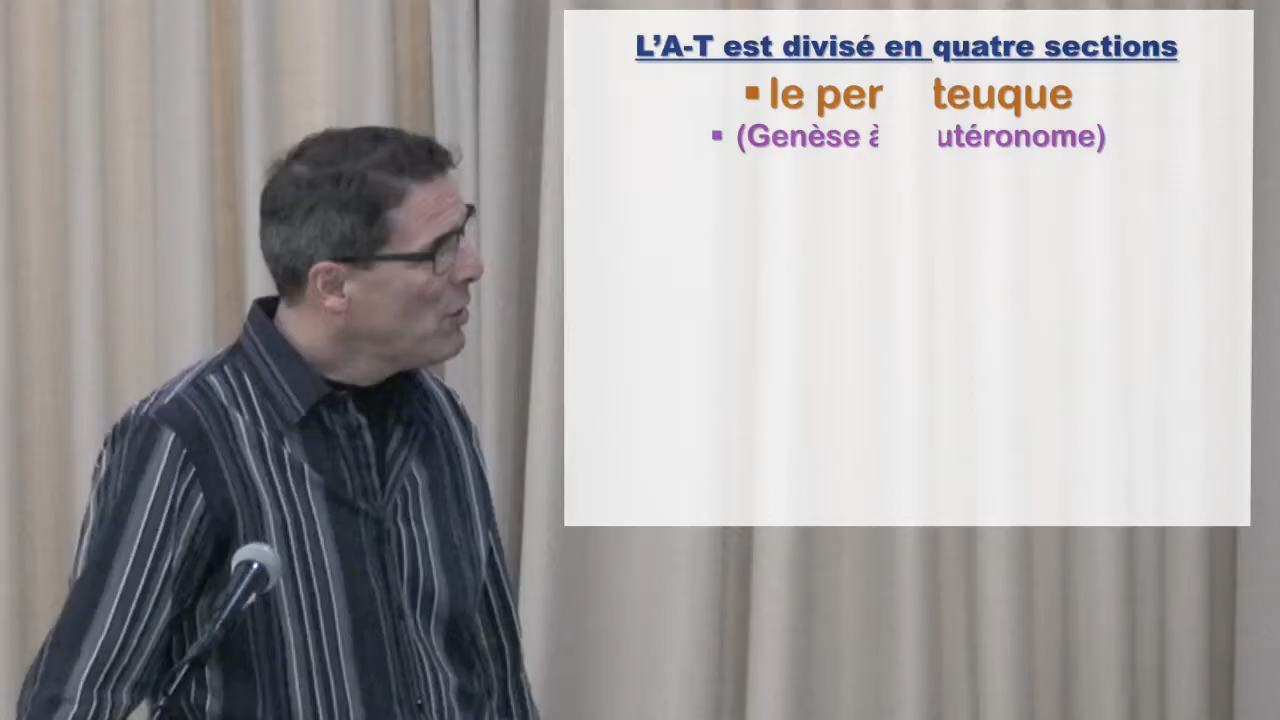 L’A-T est divisé en quatre sections
▪ le per teuque
▪ (Genèse à utéronome)